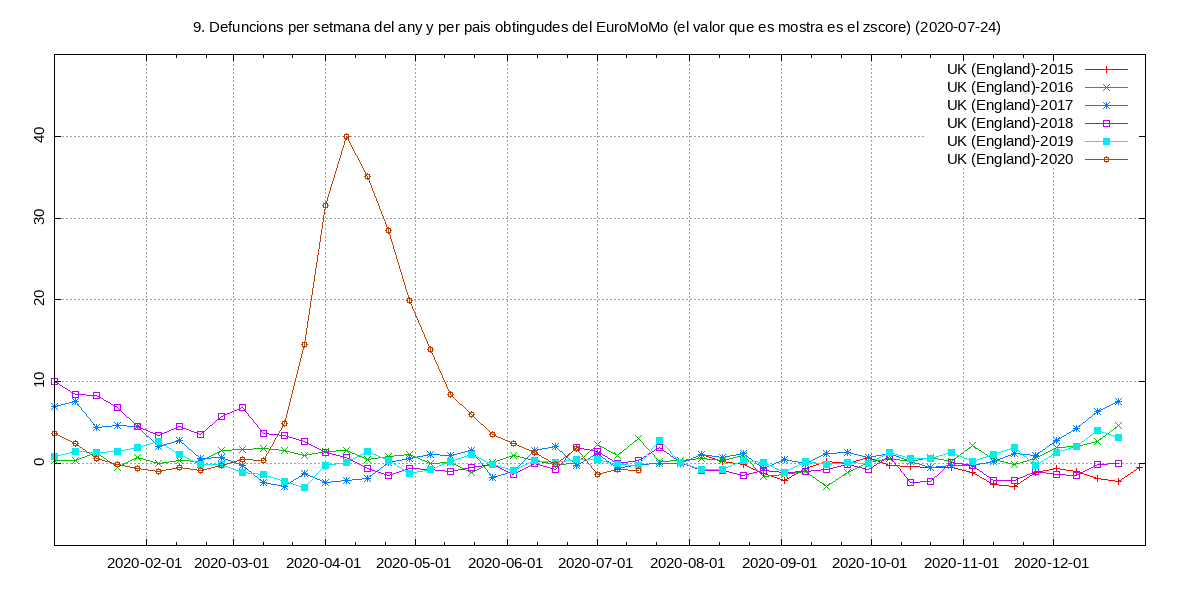 9. Defuncions per setmana del any y per pais obtingudes del EuroMoMo (el valor que es mostra es el zscore) (2020-07-24)
UK (England)-2015
UK (England)-2016
UK (England)-2017
UK (England)-2018
UK (England)-2019
UK (England)-2020
40
30
20
10
0
2020-02-01 2020-03-01 2020-04-01 2020-05-01 2020-06-01 2020-07-01 2020-08-01 2020-09-01 2020-10-01 2020-11-01 2020-12-01